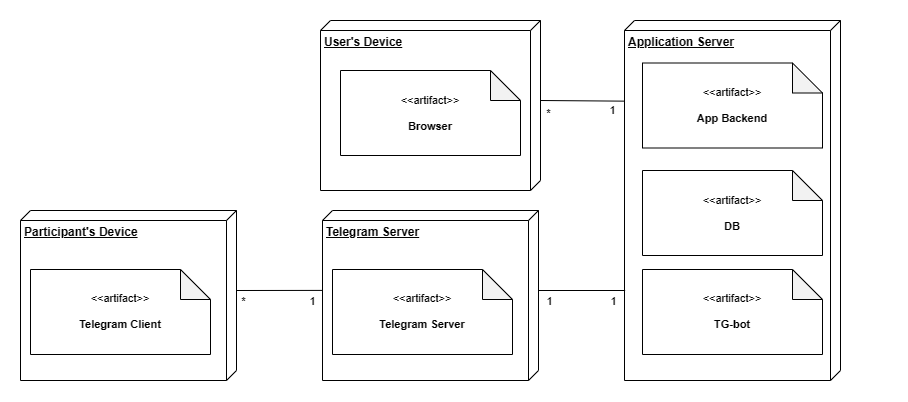 User's Device
<<artifact>>
Browser
*
1
Application Server
<<artifact>>
App Backend
<<artifact>>
DB
<<artifact>>
TG-bot
Participant's Device
<<artifact>>
Telegram Client
*
1
Telegram Server
<<artifact>>
Telegram Server
1
1